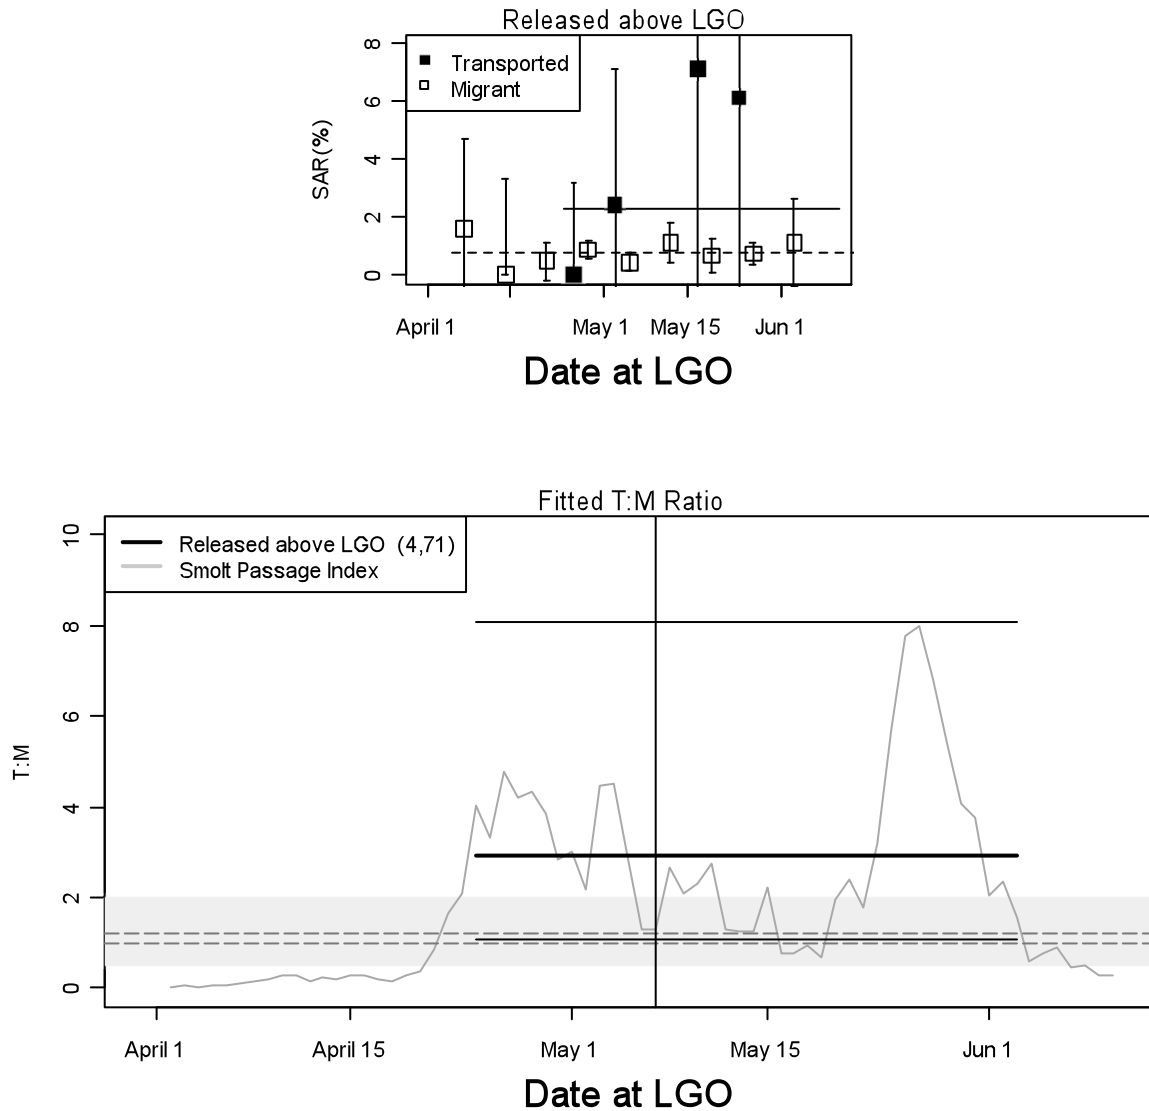 Released above LGO
8
6
4
2
0
SAR(%)
Transported
Migrant
April 1 May 1 May 15 Jun 1
Date at LGO
Fitted T:M Ratio
10
8
6
4
2
0
T:M
Released above LGO (4,71)
Smolt Passage Index
April 1 April 15 May 1 May 15 Jun 1
Date at LGO